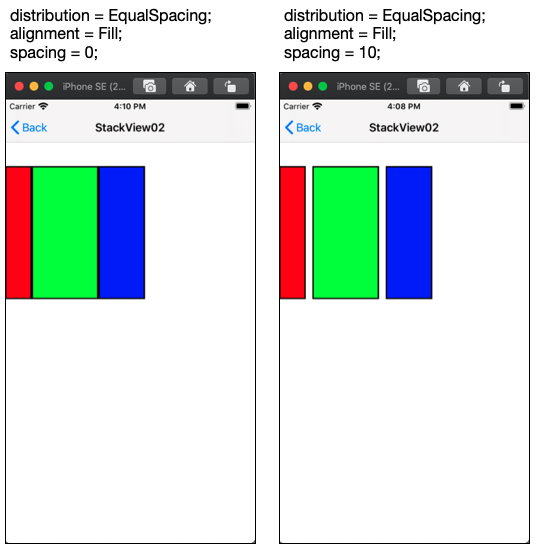 distribution = EqualSpacing;
alignment = Fill;
spacing = 0;
iPhone SE (2...
Carrier 4:10 PM
Back StackView02
distribution = EqualSpacing;
alignment = Fill;
spacing = 10;
iPhone SE (2...
Carrier 4:08 PM
Back StackView02